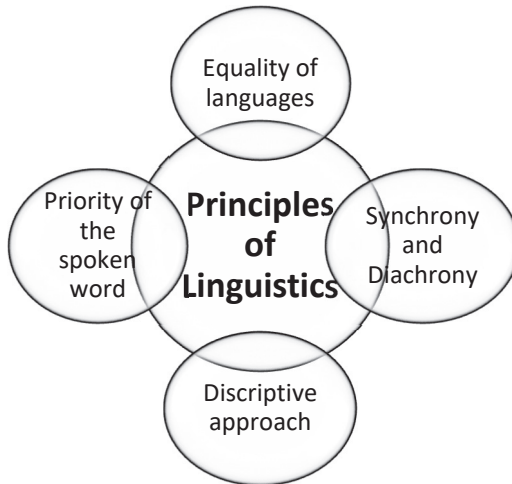 Equality of
languages
Priority of
the
spoken
word
Principles
of
Linguistics
Synchrony
and
Diachrony
Discriptive
approach